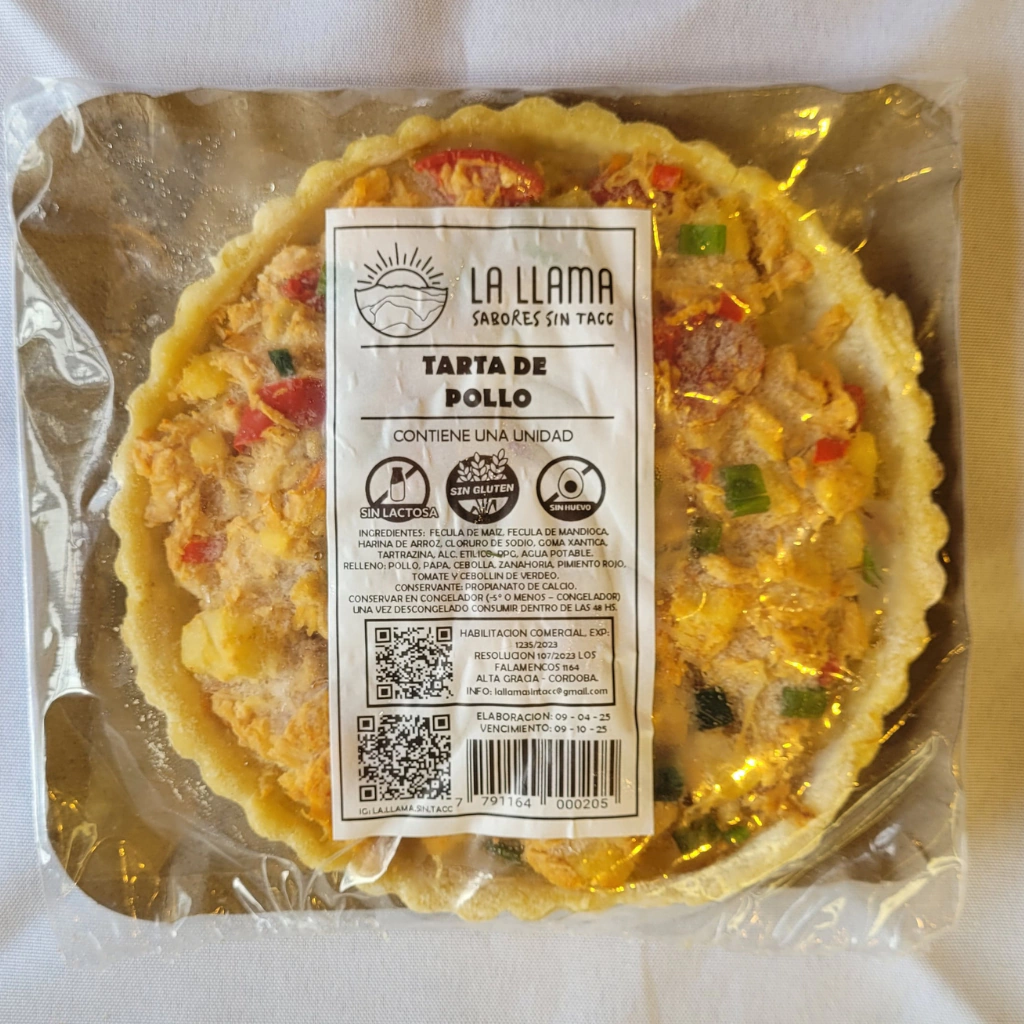 LA LLAMA
SABORES SIN TACC
TARTA DE
POLLO
CONTIENE UNA UNIDAD
SIN LACTOSA
SIN GLUTEN
SIN HUEVO
INGREDIENTES: FECULA DE MAIZ, FECULA DE MANDIOCA,
HARINA DE ARROZ, CLORURO DE SODIO, GOMA XANTICA,
TARTRAZINA, ALC. ETILICO, PPG, AGUA POTABLE.
RELLENO: POLLO, PAPA, CEBOLLA, ZANAHORIA, PIMIENTO ROJO,
TOMATE Y CEBOLLIN DE VERDEO.
CONSERVANTE: PROPIANATO DE CALCIO.
CONSERVAR EN CONGELADOR (-5° O MENOS - CONGELADOR)
UNA VEZ DESCONGELADO CONSUMIR DENTRO DE LAS 48 HS.
HABILITACION COMERCIAL, EXP:
1235/2023
RESOLUCION 107/2023 LOS
FALAMENCOS 1164
ALTA GRACIA - CORDOBA.
INFO: lallamasintacc@gmail.com
ELABORACION: 09 - 04 - 25
VENCIMIENTO: 09 - 10 - 25
7 791164 000205
IG: LA.LLAMA.SIN.TACC